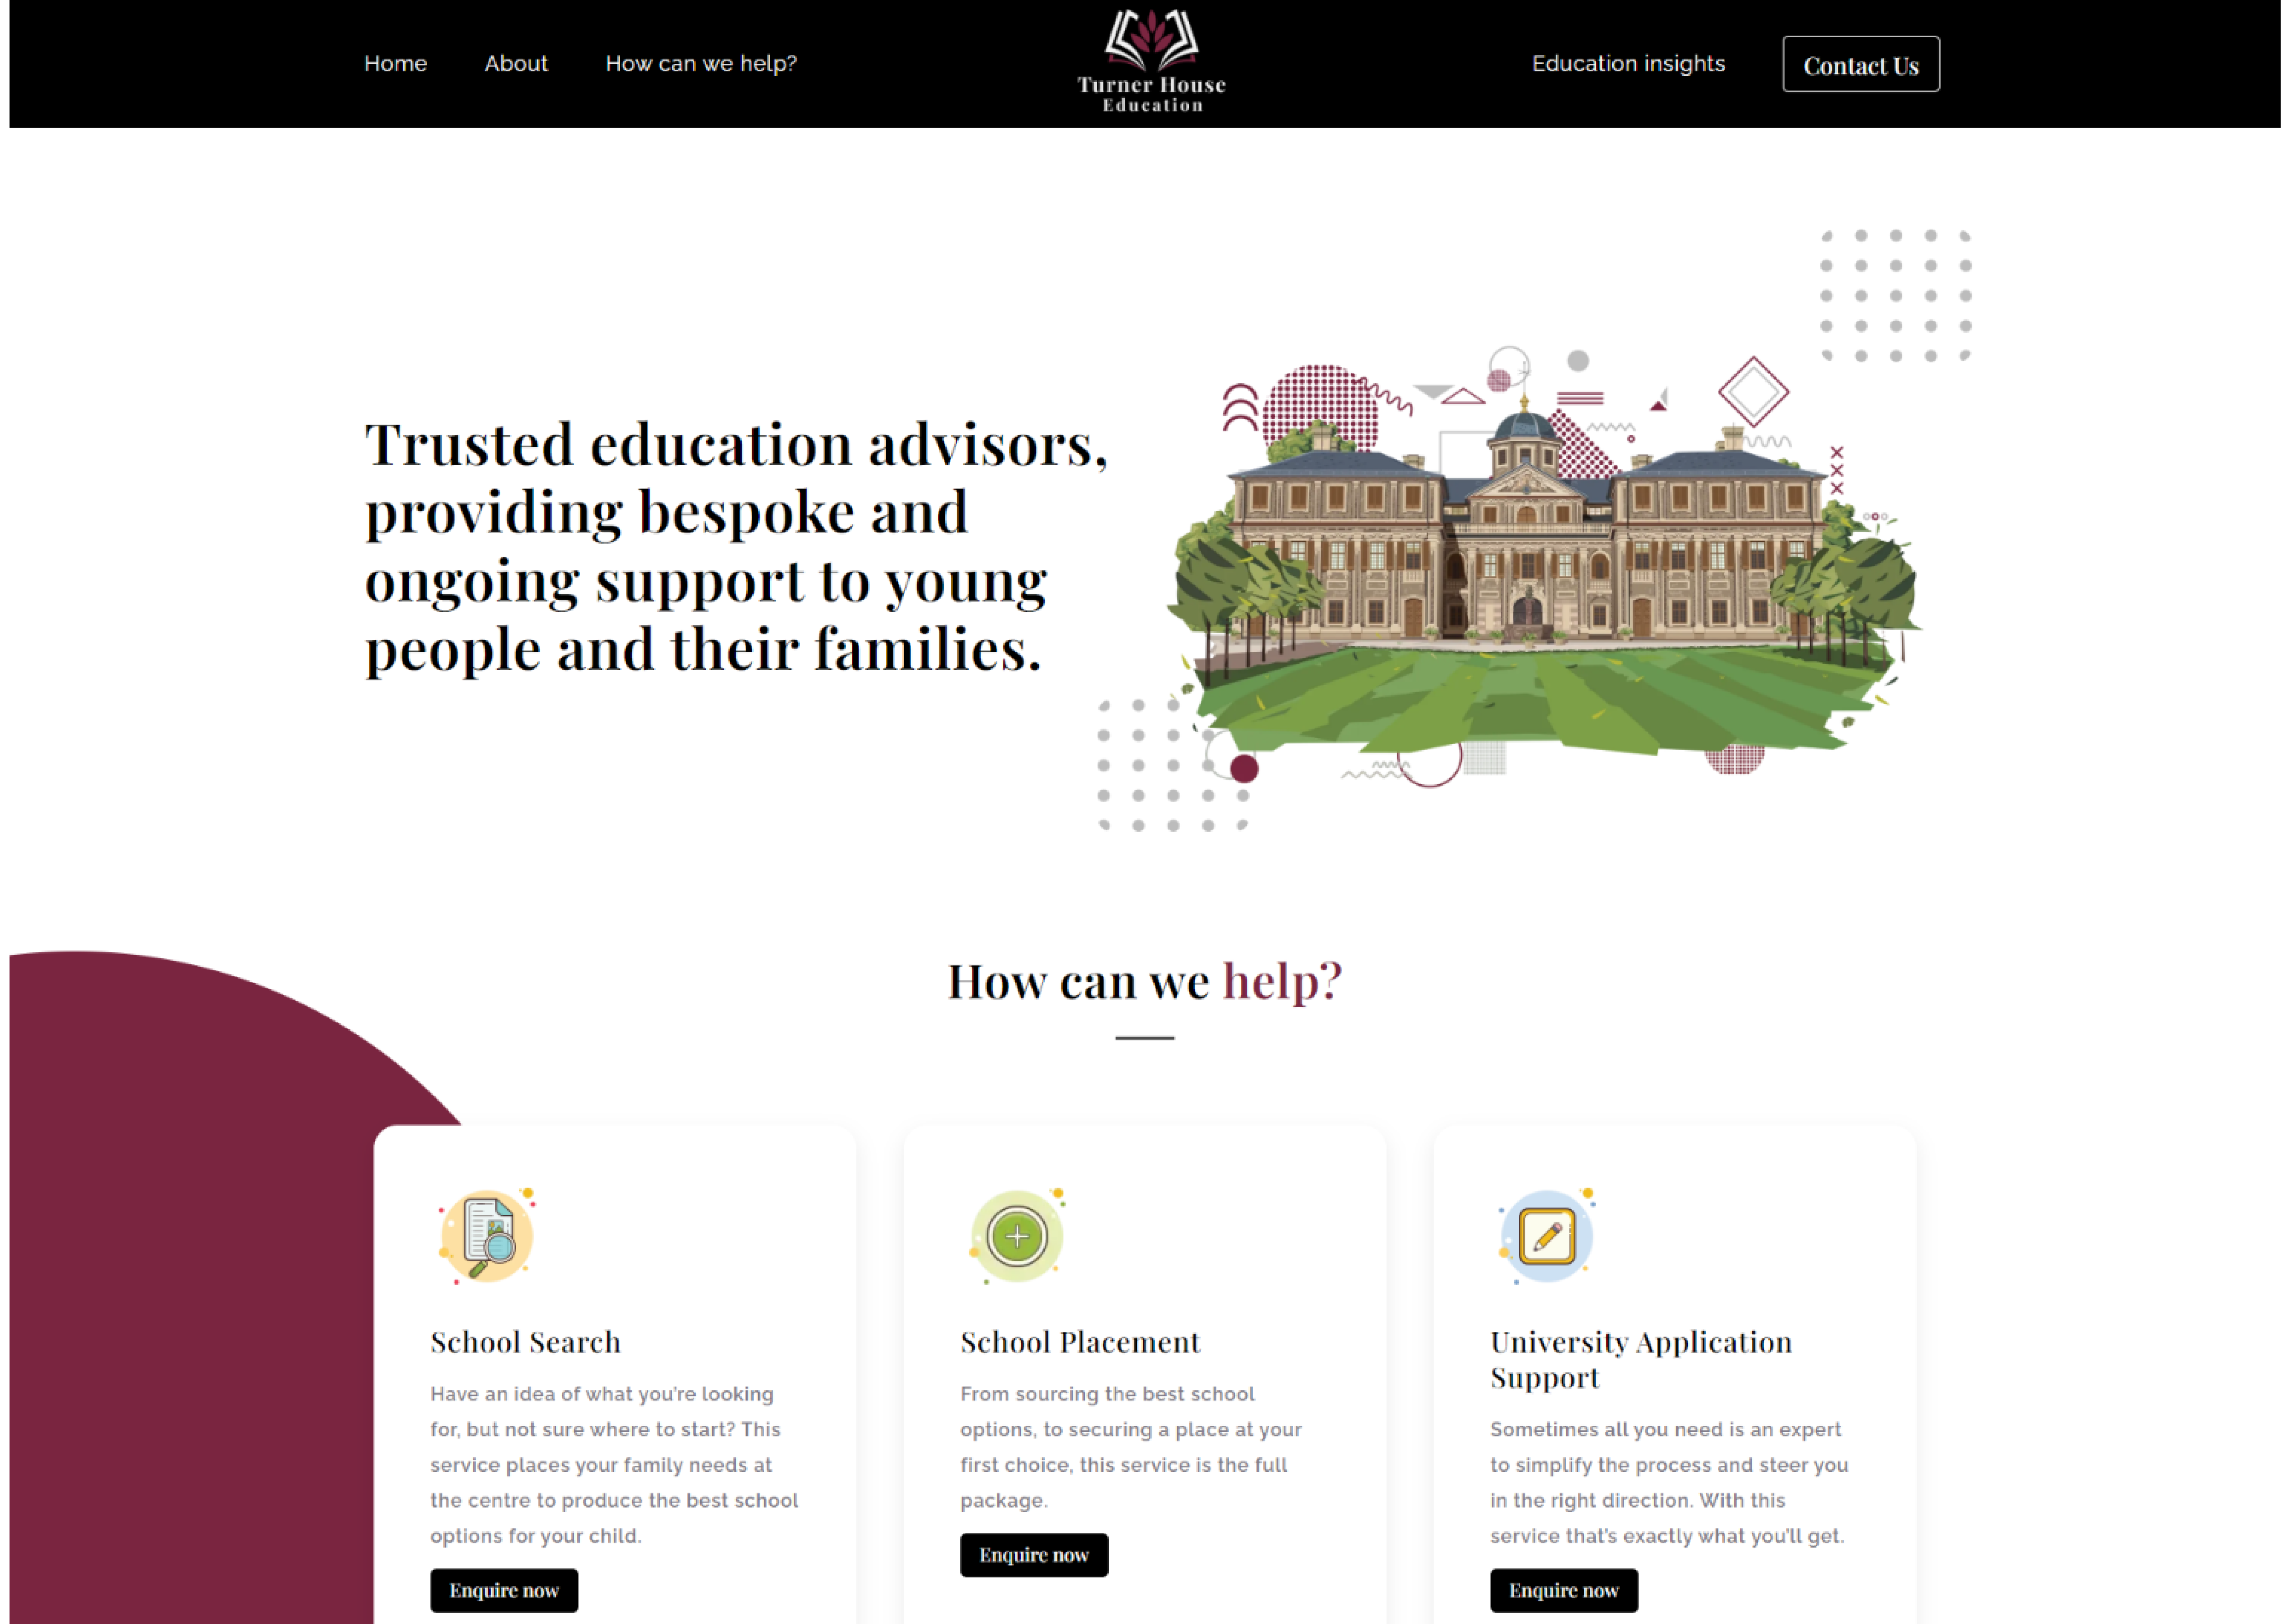 Home
About
How can we help?
Turner House
Education
Education insights
Contact Us
Trusted education advisors,
providing bespoke and
ongoing support to young
people and their families.
How can we help?
School Search
Have an idea of what you're looking
for, but not sure where to start? This
service places your family needs at
the centre to produce the best school
options for your child.
Enquire now
School Placement
From sourcing the best school
options, to securing a place at your
first choice, this service is the full
package.
Enquire now
University Application
Support
Sometimes all you need is an expert
to simplify the process and steer you
in the right direction. With this
service that's exactly what you'll get.
Enquire now